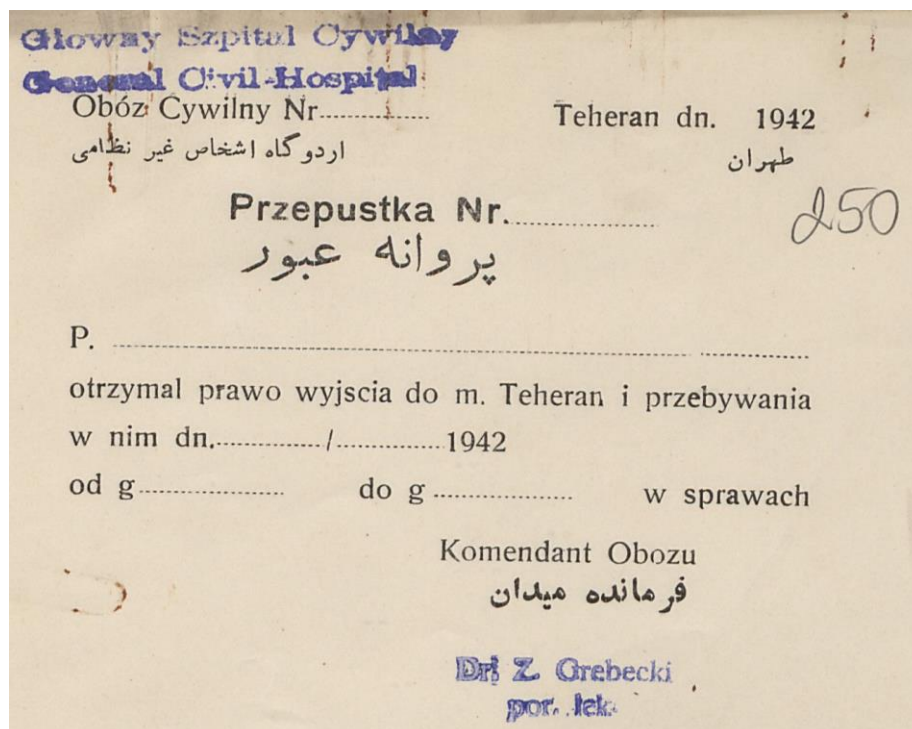 Głowny Szpital Cywilny
General Civil-Hospital
Obóz Cywilny Nr................
Teheran dn. 1942
اردوگاه اشخاص غیر نظامی
طهران
Przepustka Nr.....................
250
پروانه عبور
P. ................................................................................
otrzymal prawo wyjscia do m. Teheran i przebywania
w nim dn.............../...............1942
od g.................... do g.................... w sprawach
Komendant Obozu
فرمانده میدان
Dr. Z. Grebecki
por. lek.